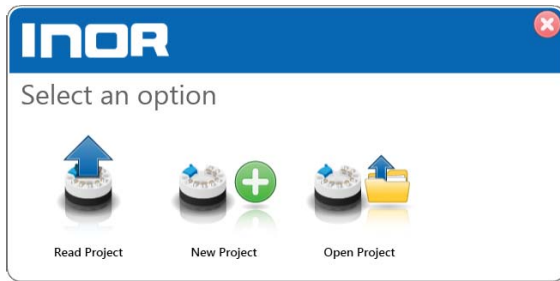 INOR
Select an option
Read Project
New Project
Open Project